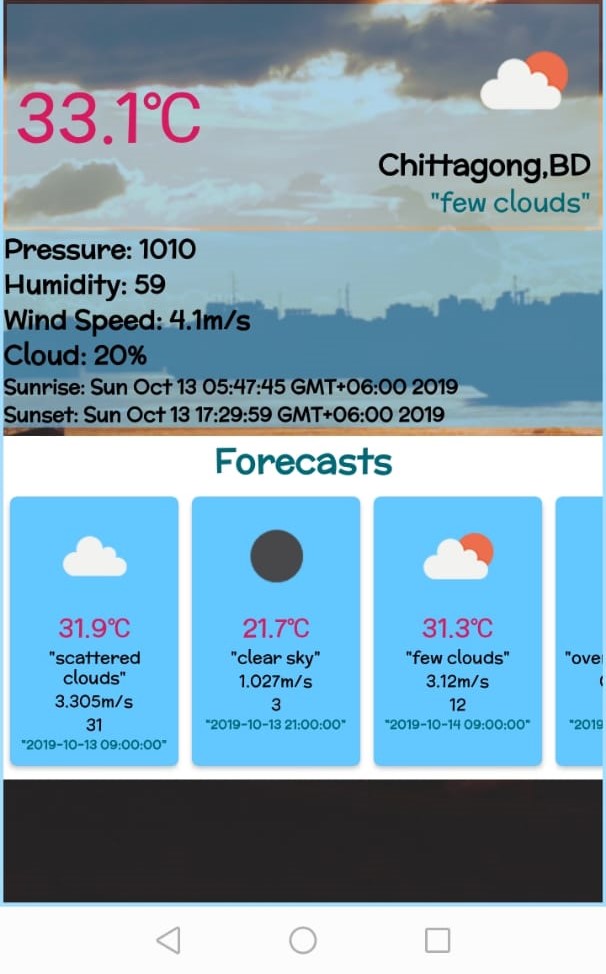 33.1°C
Chittagong,BD
"few clouds"
Pressure: 1010
Humidity: 59
Wind Speed: 4.1m/s
Cloud: 20%
Sunrise: Sun Oct 13 05:47:45 GMT+06:00 2019
Sunset: Sun Oct 13 17:29:59 GMT+06:00 2019
Forecasts
31.9°C
"scattered
clouds"
3.305m/s
31
"2019-10-13 09:00:00"
21.7°C
"clear sky"
1.027m/s
3
"2019-10-13 21:00:00"
31.3°C
"few clouds"
3.12m/s
12
"2019-10-14 09:00:00"
"2019